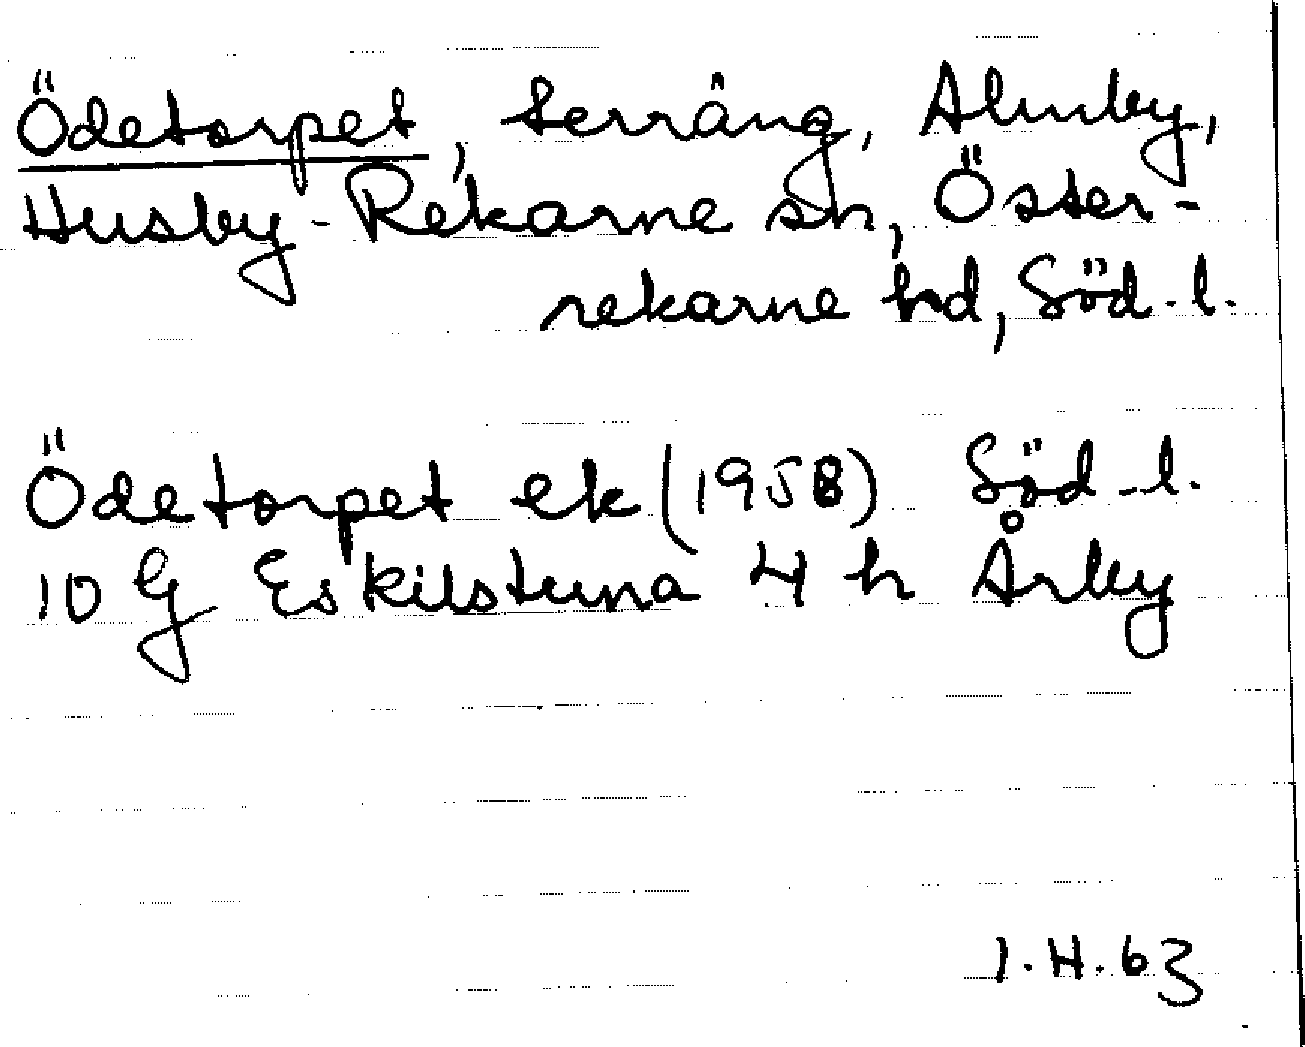 Ödetorpet, terräng, Almby,
Husby-Rekarne sn, Öster-
rekarne hd, Söd-l.
Ödetorpet ek (1958) Söd-l.
10 G Eskilstuna 4 h Årby
I.H.63